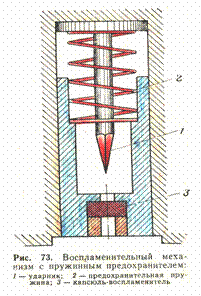 2
1
3
Рис. 73. Воспламенительный меха-
низм с пружинным предохранителем:
1 — ударник; 2 — предохранительная пру-
жина; 3 — капсюль-воспламенитель